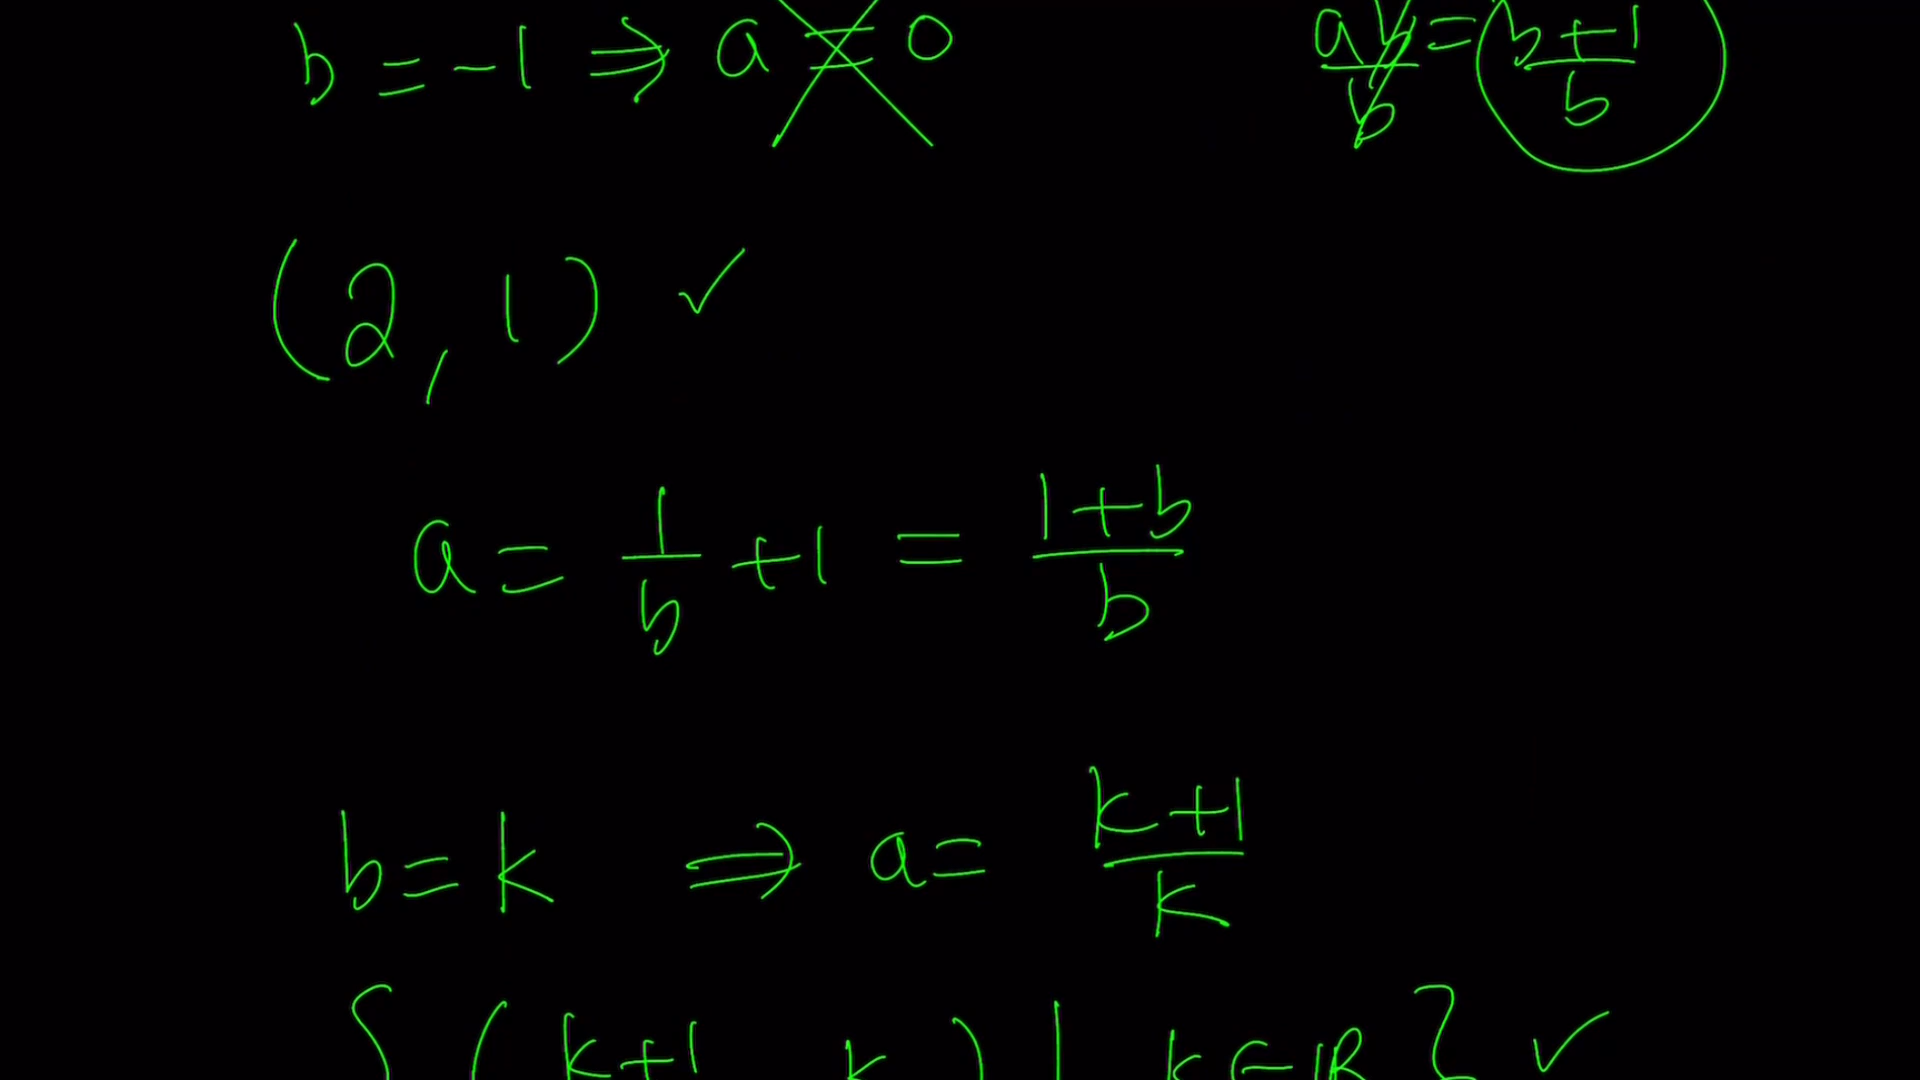 b = -1 ⇒ a = 0
ab/b = (b+1)/b
(2, 1) ✓
a = 1/b + 1 = (1+b)/b
b = k ⇒ a = (k+1)/k
{ ( k+1 , k ) | k ∈ ℝ } ✓